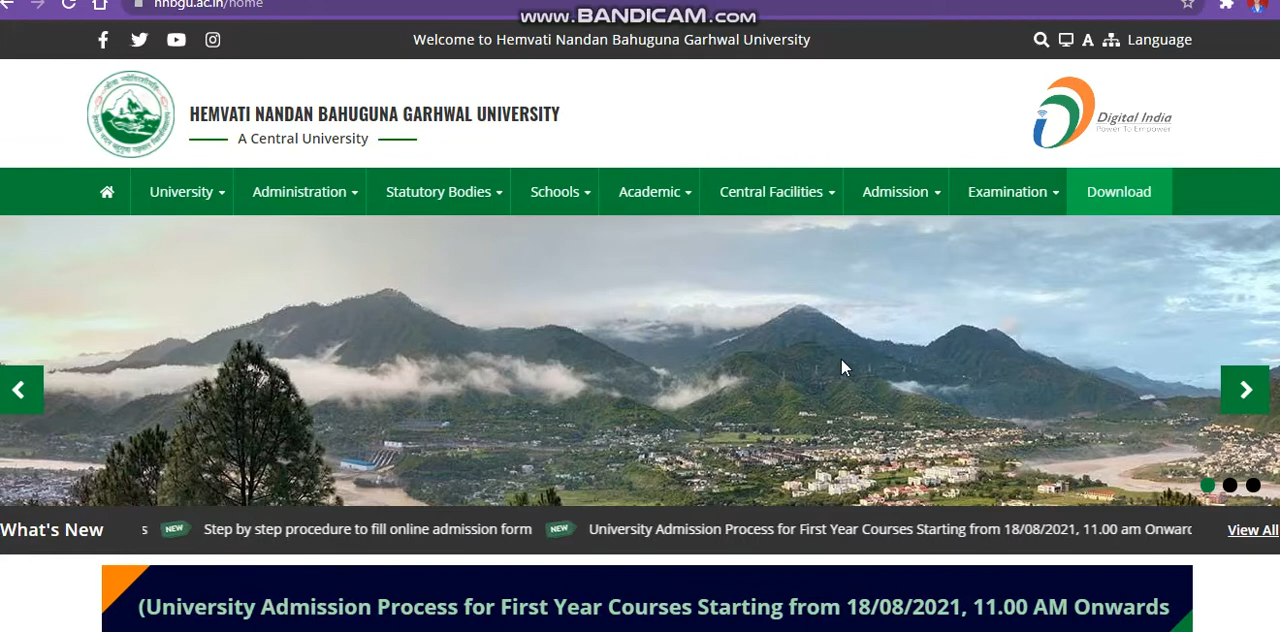 hnbgu.ac.in/home
www.BANDICAM.com
Welcome to Hemvati Nandan Bahuguna Garhwal University
A Language
HEMVATI NANDAN BAHUGUNA GARHWAL UNIVERSITY
A Central University
Digital India
Power To Empower
University Administration Statutory Bodies Schools Academic Central Facilities Admission Examination Download
What's New s NEW Step by step procedure to fill online admission form NEW University Admission Process for First Year Courses Starting from 18/08/2021, 11.00 am Onward View All
(University Admission Process for First Year Courses Starting from 18/08/2021, 11.00 AM Onwards